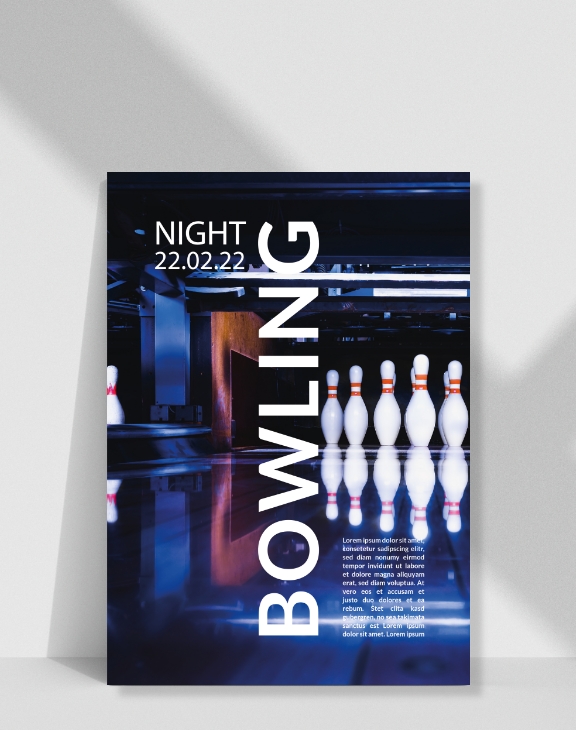 NIGHT
22.02.22
BOWLING
Lorem ipsum dolor sit amet,
konsetetur sadipscing elitr,
sed diam nonumy eirmod
tempor invidunt ut labore
et dolore magna aliquyam
erat, sed diam voluptua. At
vero eos et accusam et
justo duo dolores et ea
rebum. Stet clita kasd
gubergren, no sea takimata
sanctus est Lorem ipsum
dolor sit amet. Lorem ipsum